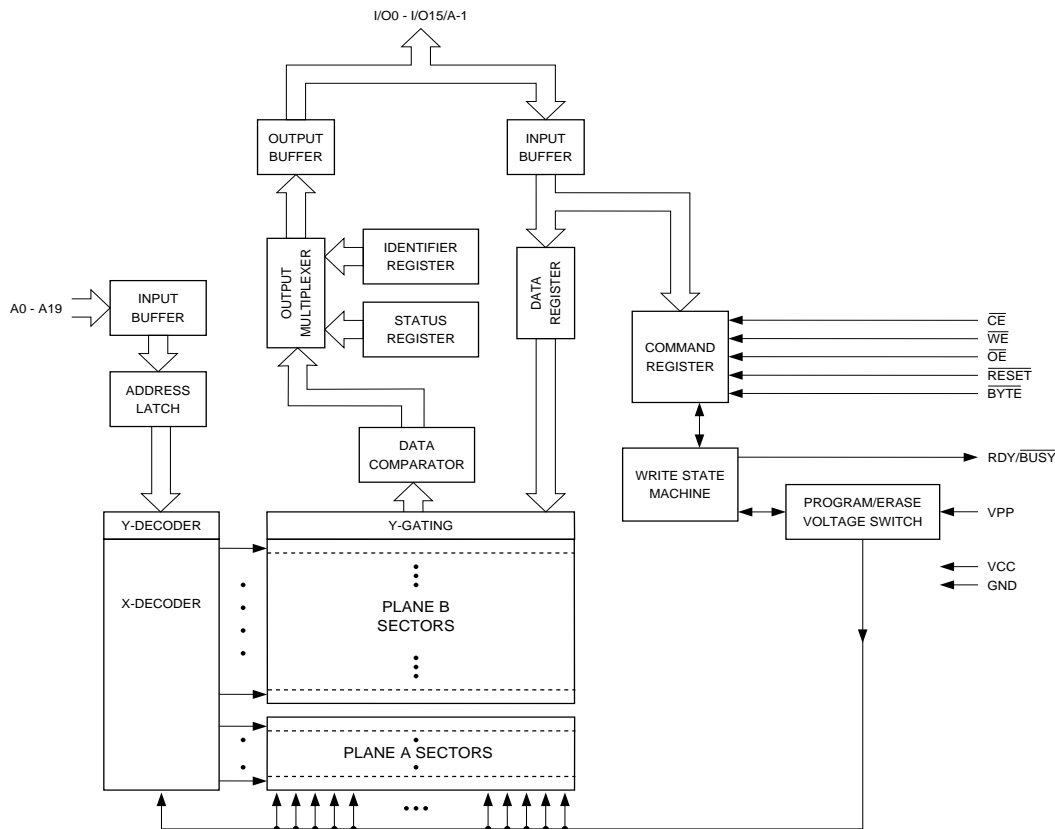 I/O0 - I/O15/A-1
OUTPUT
BUFFER
INPUT
BUFFER
OUTPUT
MULTIPLEXER
IDENTIFIER
REGISTER
STATUS
REGISTER
DATA
REGISTER
A0 - A19
INPUT
BUFFER
ADDRESS
LATCH
COMMAND
REGISTER
CE
WE
OE
RESET
BYTE
DATA
COMPARATOR
WRITE STATE
MACHINE
RDY/BUSY
PROGRAM/ERASE
VOLTAGE SWITCH
VPP
VCC
GND
Y-DECODER
Y-GATING
X-DECODER
PLANE B
SECTORS
PLANE A SECTORS